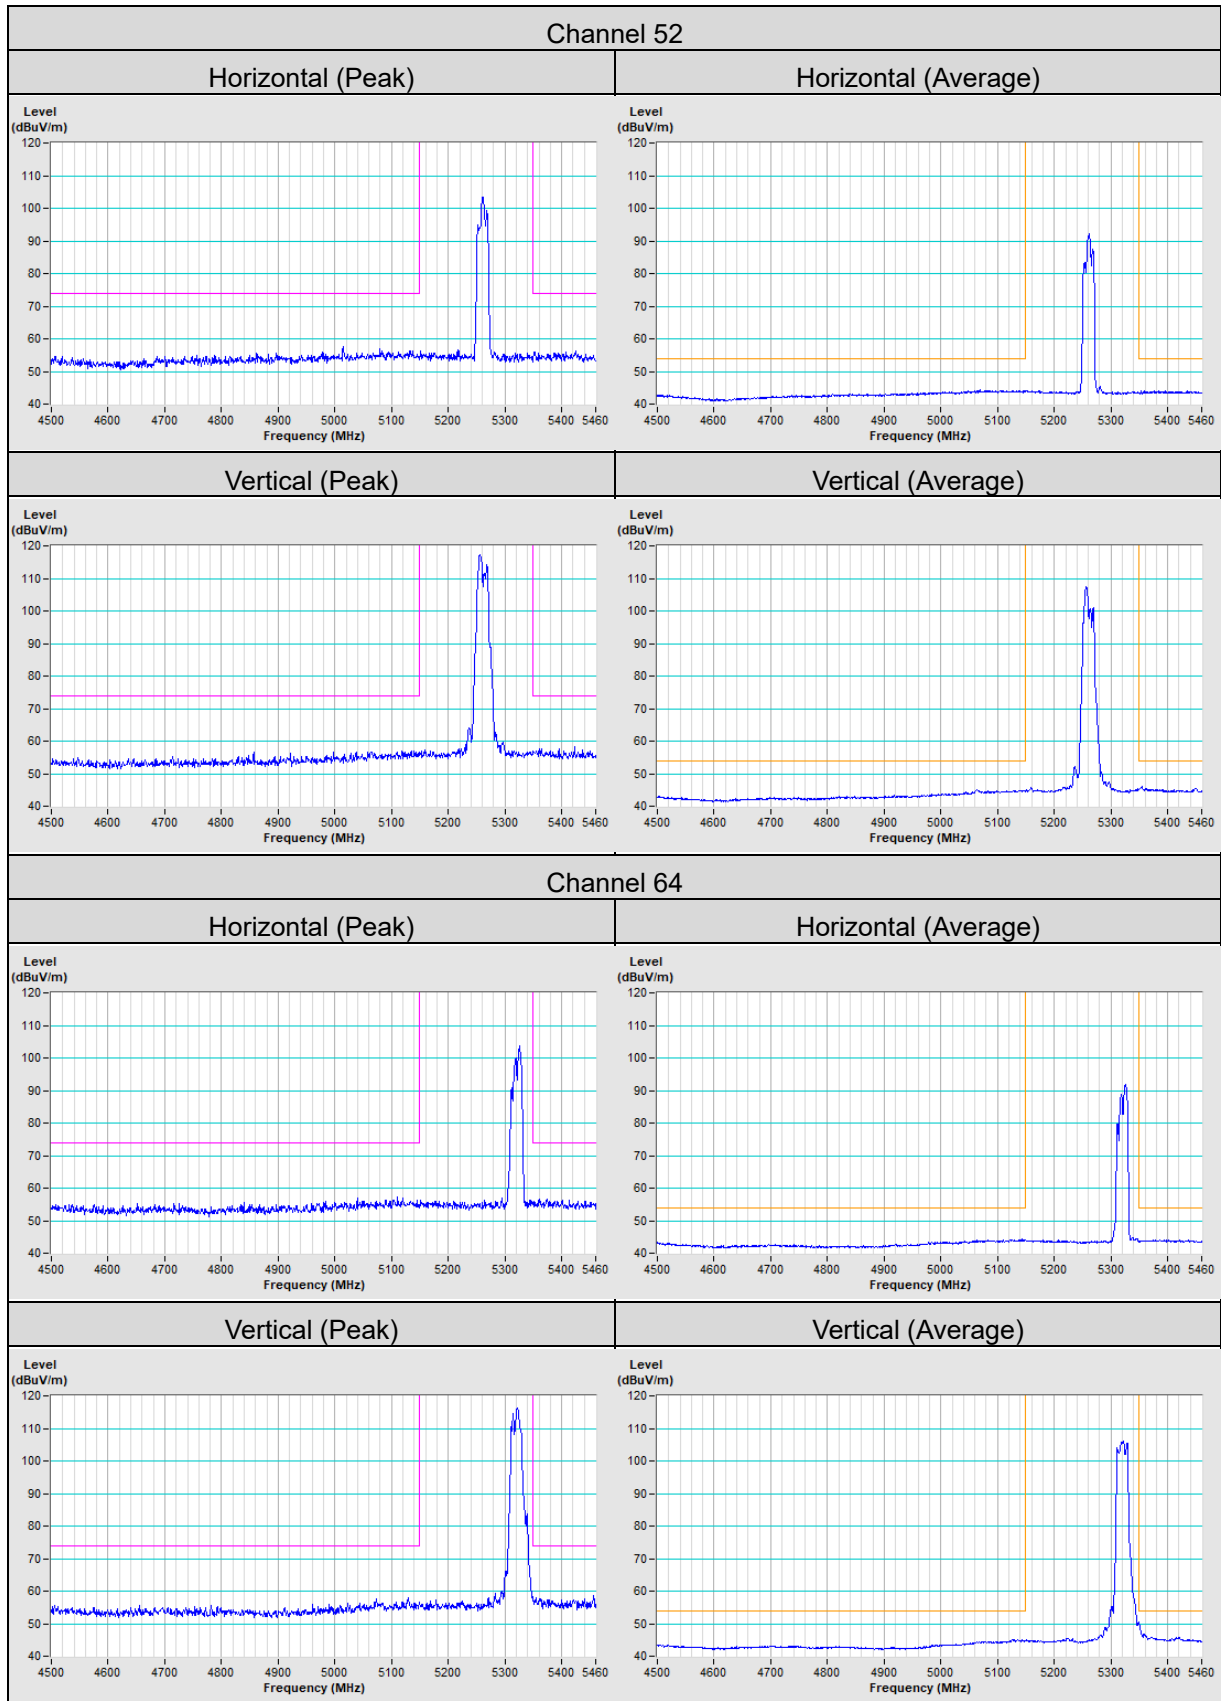 Channel 52
Horizontal (Peak) Horizontal (Average)
Level Level
(dBuV/m) (dBuV/m)
120 120
110 110
100 100
90 90
80 80
70 70
60 60
50 50
40 40
4500 4600 4700 4800 4900 5000 5100 5200 5300 5400 5460 4500 4600 4700 4800 4900 5000 5100 5200 5300 5400 5460
Frequency (MHz) Frequency (MHz)
Vertical (Peak) Vertical (Average)
Level Level
(dBuV/m) (dBuV/m)
120 120
110 110
100 100
90 90
80 80
70 70
60 60
50 50
40 40
4500 4600 4700 4800 4900 5000 5100 5200 5300 5400 5460 4500 4600 4700 4800 4900 5000 5100 5200 5300 5400 5460
Frequency (MHz) Frequency (MHz)
Channel 64
Horizontal (Peak) Horizontal (Average)
Level Level
(dBuV/m) (dBuV/m)
120 120
110 110
100 100
90 90
80 80
70 70
60 60
50 50
40 40
4500 4600 4700 4800 4900 5000 5100 5200 5300 5400 5460 4500 4600 4700 4800 4900 5000 5100 5200 5300 5400 5460
Frequency (MHz) Frequency (MHz)
Vertical (Peak) Vertical (Average)
Level Level
(dBuV/m) (dBuV/m)
120 120
110 110
100 100
90 90
80 80
70 70
60 60
50 50
40 40
4500 4600 4700 4800 4900 5000 5100 5200 5300 5400 5460 4500 4600 4700 4800 4900 5000 5100 5200 5300 5400 5460
Frequency (MHz) Frequency (MHz)